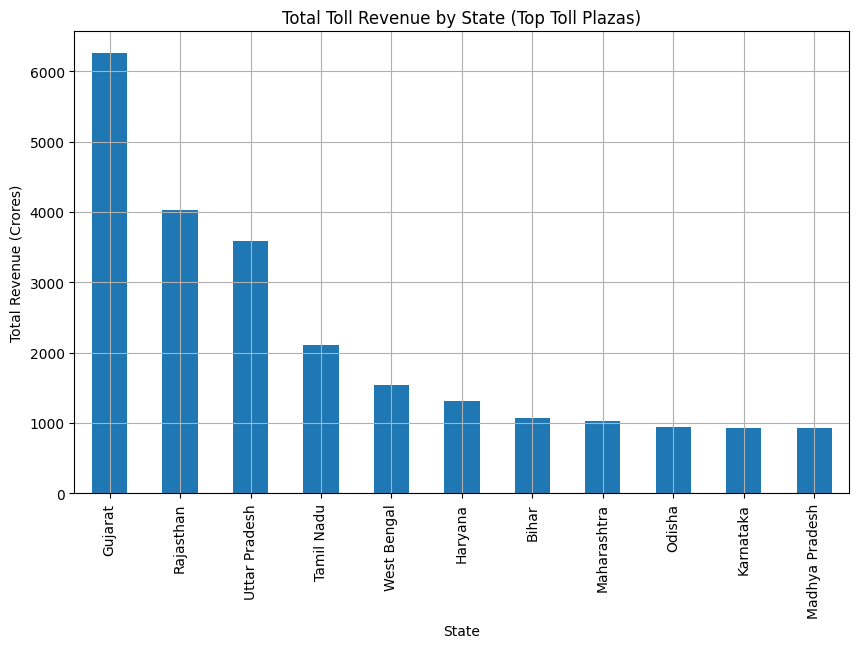 Total Toll Revenue by State (Top Toll Plazas)
Total Revenue (Crores)
6000
5000
4000
3000
2000
1000
0
Gujarat
Rajasthan
Uttar Pradesh
Tamil Nadu
West Bengal
Haryana
Bihar
Maharashtra
Odisha
Karnataka
Madhya Pradesh
State